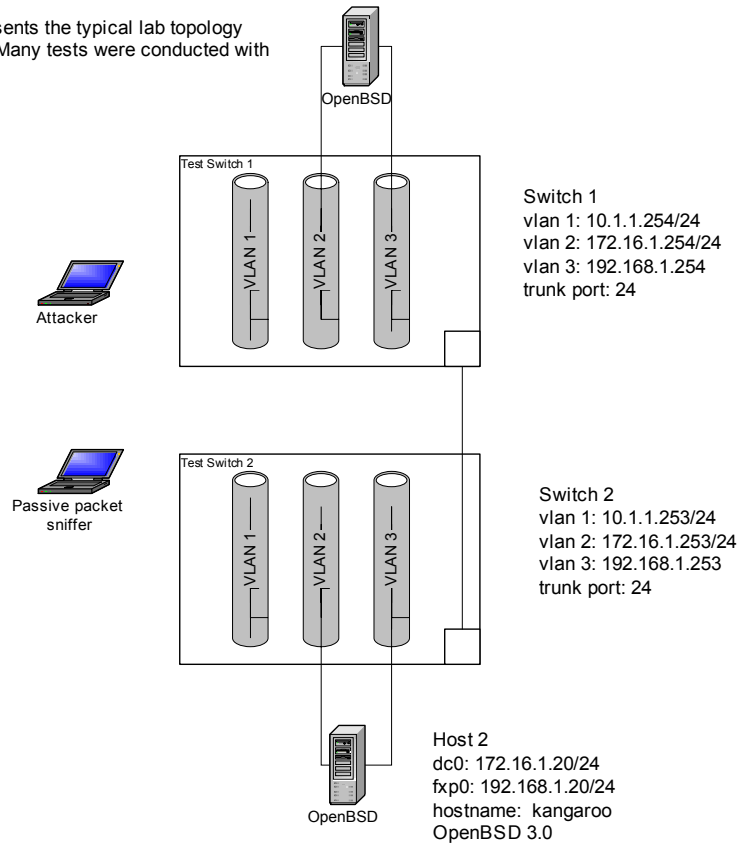 sents the typical lab topology
Many tests were conducted with
OpenBSD
Test Switch 1
VLAN 1
VLAN 2
VLAN 3
Switch 1
vlan 1: 10.1.1.254/24
vlan 2: 172.16.1.254/24
vlan 3: 192.168.1.254
trunk port: 24
Attacker
Passive packet
sniffer
Test Switch 2
VLAN 1
VLAN 2
VLAN 3
Switch 2
vlan 1: 10.1.1.253/24
vlan 2: 172.16.1.253/24
vlan 3: 192.168.1.253
trunk port: 24
OpenBSD
Host 2
dc0: 172.16.1.20/24
fxp0: 192.168.1.20/24
hostname:  kangaroo
OpenBSD 3.0